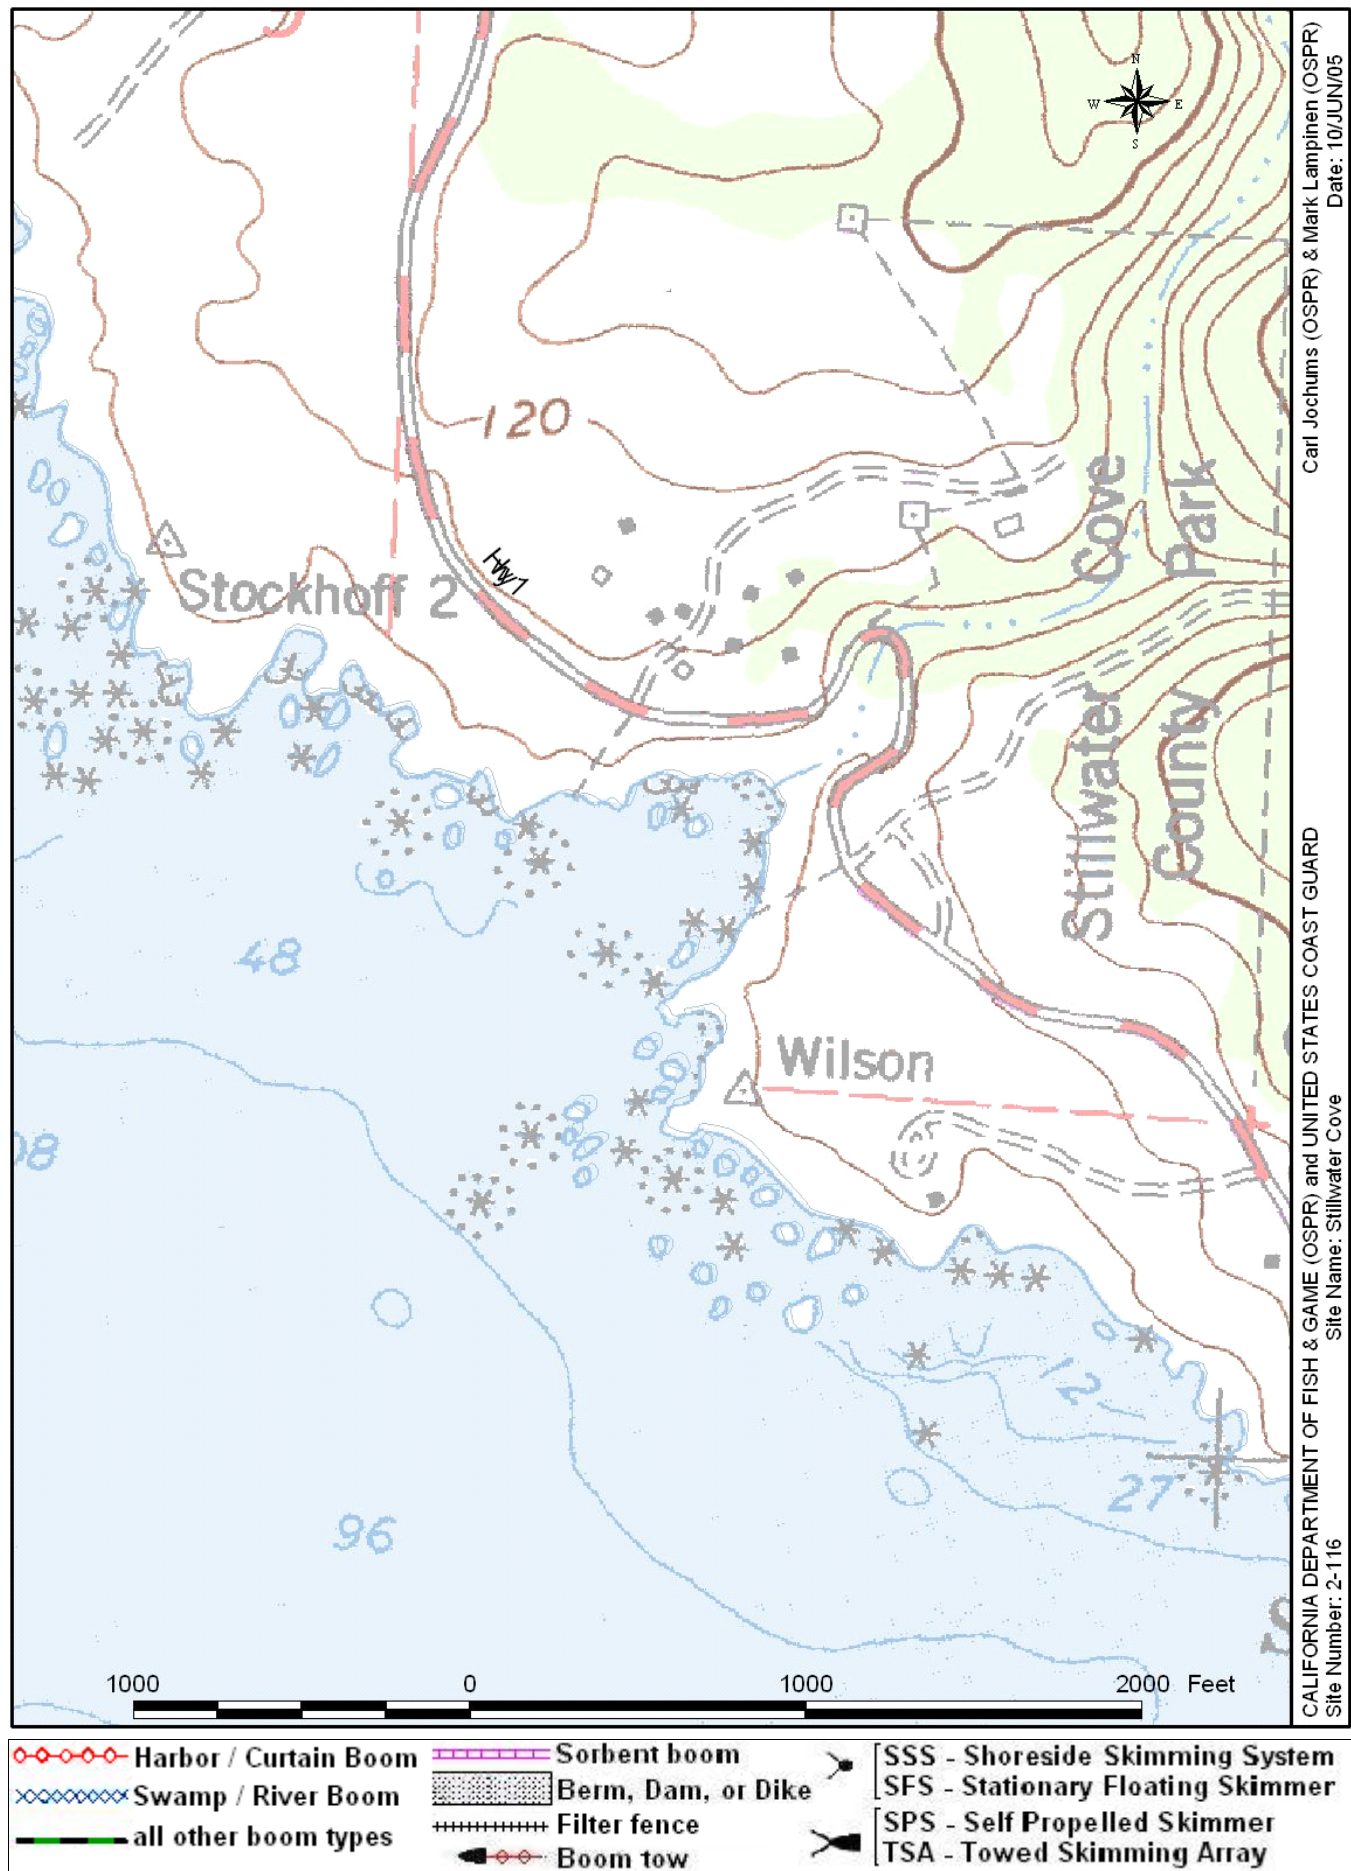 N
W E
S
120
Stockhoff 2
HWY 1
Cove
Park
Stillwater
County
48
Wilson
12
27
96
1000 0 1000 2000 Feet
CALIFORNIA DEPARTMENT OF FISH & GAME (OSPR) and UNITED STATES COAST GUARD Carl Jochums (OSPR) & Mark Lampinen (OSPR)
Site Number: 2-116 Site Name: Stillwater Cove Date: 10/JUN/05
Harbor / Curtain Boom
Swamp / River Boom
all other boom types
Sorbent boom
Berm, Dam, or Dike
Filter fence
Boom tow
SSS - Shoreside Skimming System
SFS - Stationary Floating Skimmer
SPS - Self Propelled Skimmer
TSA - Towed Skimming Array